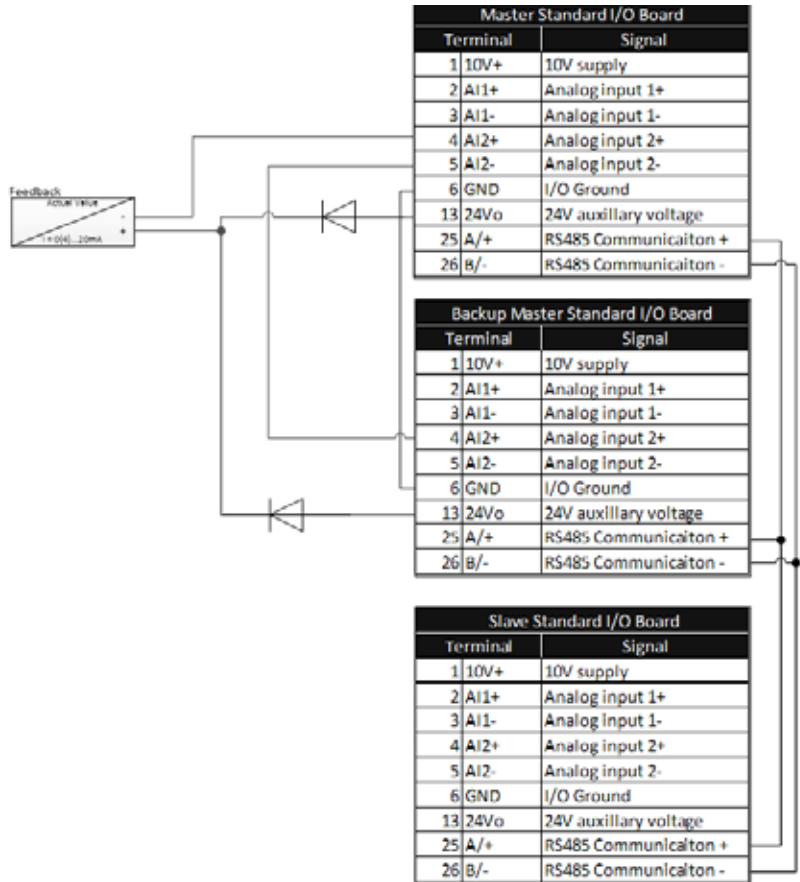 Master Standard I/O Board
Terminal Signal
1 10V+ 10V supply
2 AI1+ Analog input 1+
3 AI1- Analog input 1-
4 AI2+ Analog input 2+
5 AI2- Analog input 2-
6 GND I/O Ground
13 24Vo 24V auxillary voltage
25 A/+ RS485 Communicaiton +
26 B/- RS485 Communicaiton -
Feedback
Actual Value
-
+
I = 0(4)...20mA
Backup Master Standard I/O Board
Terminal Signal
1 10V+ 10V supply
2 AI1+ Analog input 1+
3 AI1- Analog input 1-
4 AI2+ Analog input 2+
5 AI2- Analog input 2-
6 GND I/O Ground
13 24Vo 24V auxillary voltage
25 A/+ RS485 Communicaiton +
26 B/- RS485 Communicaiton -
Slave Standard I/O Board
Terminal Signal
1 10V+ 10V supply
2 AI1+ Analog input 1+
3 AI1- Analog input 1-
4 AI2+ Analog input 2+
5 AI2- Analog input 2-
6 GND I/O Ground
13 24Vo 24V auxillary voltage
25 A/+ RS485 Communicaiton +
26 B/- RS485 Communicaiton -